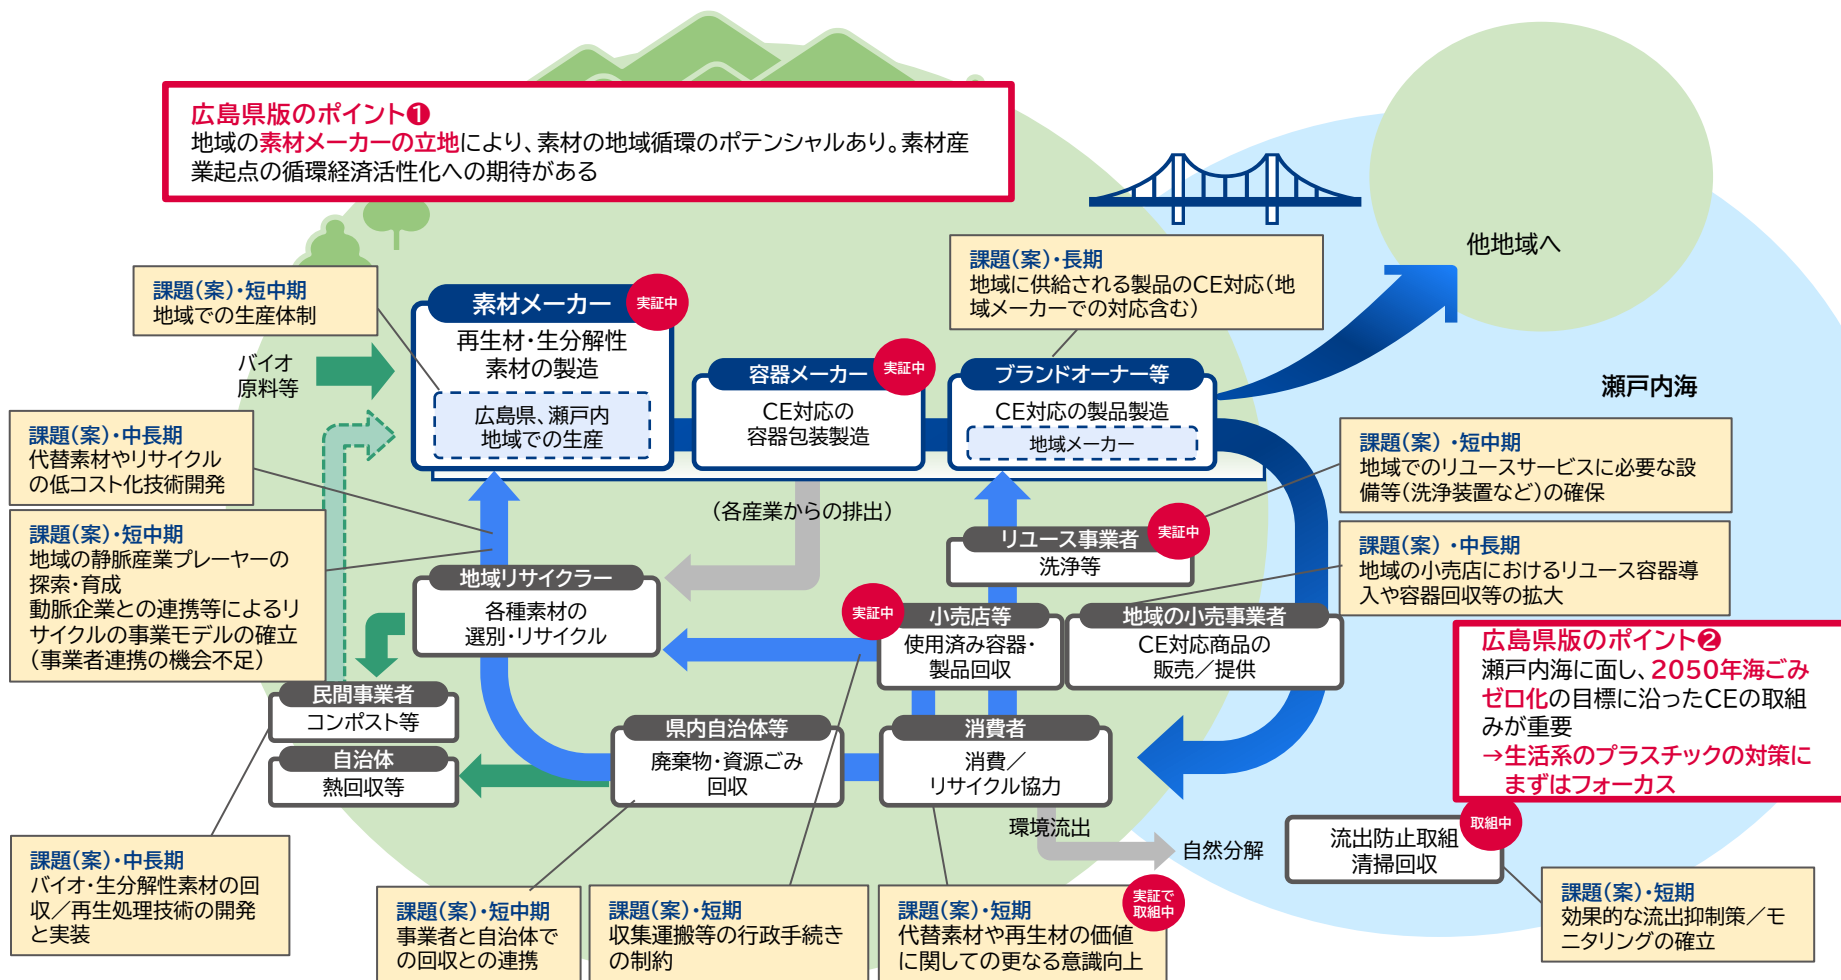 広島県版のポイント❶
地域の素材メーカーの立地により、素材の地域循環のポテンシャルあり。素材産
業起点の循環経済活性化への期待がある
他地域へ
瀬戸内海
課題(案)・短中期
地域での生産体制
課題(案)・長期
地域に供給される製品のCE対応(地
域メーカーでの対応含む)
バイオ
原料等
素材メーカー
実証中
再生材・生分解性
素材の製造
広島県、瀬戸内
地域での生産
容器メーカー
実証中
CE対応の
容器包装製造
ブランドオーナー等
CE対応の製品製造
地域メーカー
課題(案)・中長期
代替素材やリサイクル
の低コスト化技術開発
課題(案)・短中期
地域の静脈産業プレーヤーの
探索・育成
動脈企業との連携等によるリ
サイクルの事業モデルの確立
(事業者連携の機会不足)
課題(案)・短中期
地域でのリユースサービスに必要な設
備等(洗浄装置など)の確保
課題(案)・中長期
地域の小売店におけるリユース容器導
入や容器回収等の拡大
(各産業からの排出)
リユース事業者
実証中
洗浄等
地域リサイクラー
各種素材の
選別・リサイクル
実証中
小売店等
使用済み容器・
製品回収
地域の小売事業者
CE対応商品の
販売/提供
広島県版のポイント❷
瀬戸内海に面し、2050年海ごみ
ゼロ化の目標に沿ったCEの取組
みが重要
→生活系のプラスチックの対策に
まずはフォーカス
民間事業者
コンポスト等
自治体
熱回収等
県内自治体等
廃棄物・資源ごみ
回収
消費者
消費/
リサイクル協力
環境流出
自然分解
流出防止取組
清掃回収
取組中
課題(案)・中長期
バイオ・生分解性素材の回
収/再生処理技術の開発
と実装
課題(案)・短中期
事業者と自治体で
の回収との連携
課題(案)・短期
収集運搬等の行政手続き
の制約
課題(案)・短期
代替素材や再生材の価値
に関しての更なる意識向上
実証で
取組中
課題(案)・短期
効果的な流出抑制策/モ
ニタリングの確立